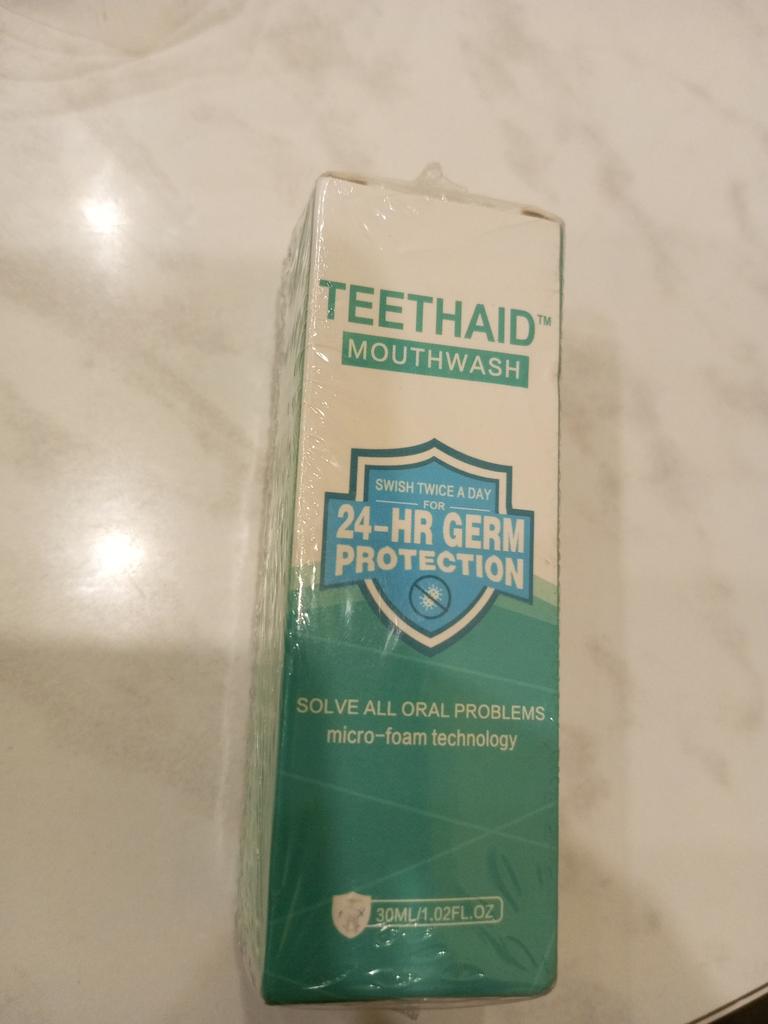 TEETHAID™
MOUTHWASH
SWISH TWICE A DAY
FOR
24-HR GERM
PROTECTION
SOLVE ALL ORAL PROBLEMS
micro-foam technology
30ML/1.02FL.OZ